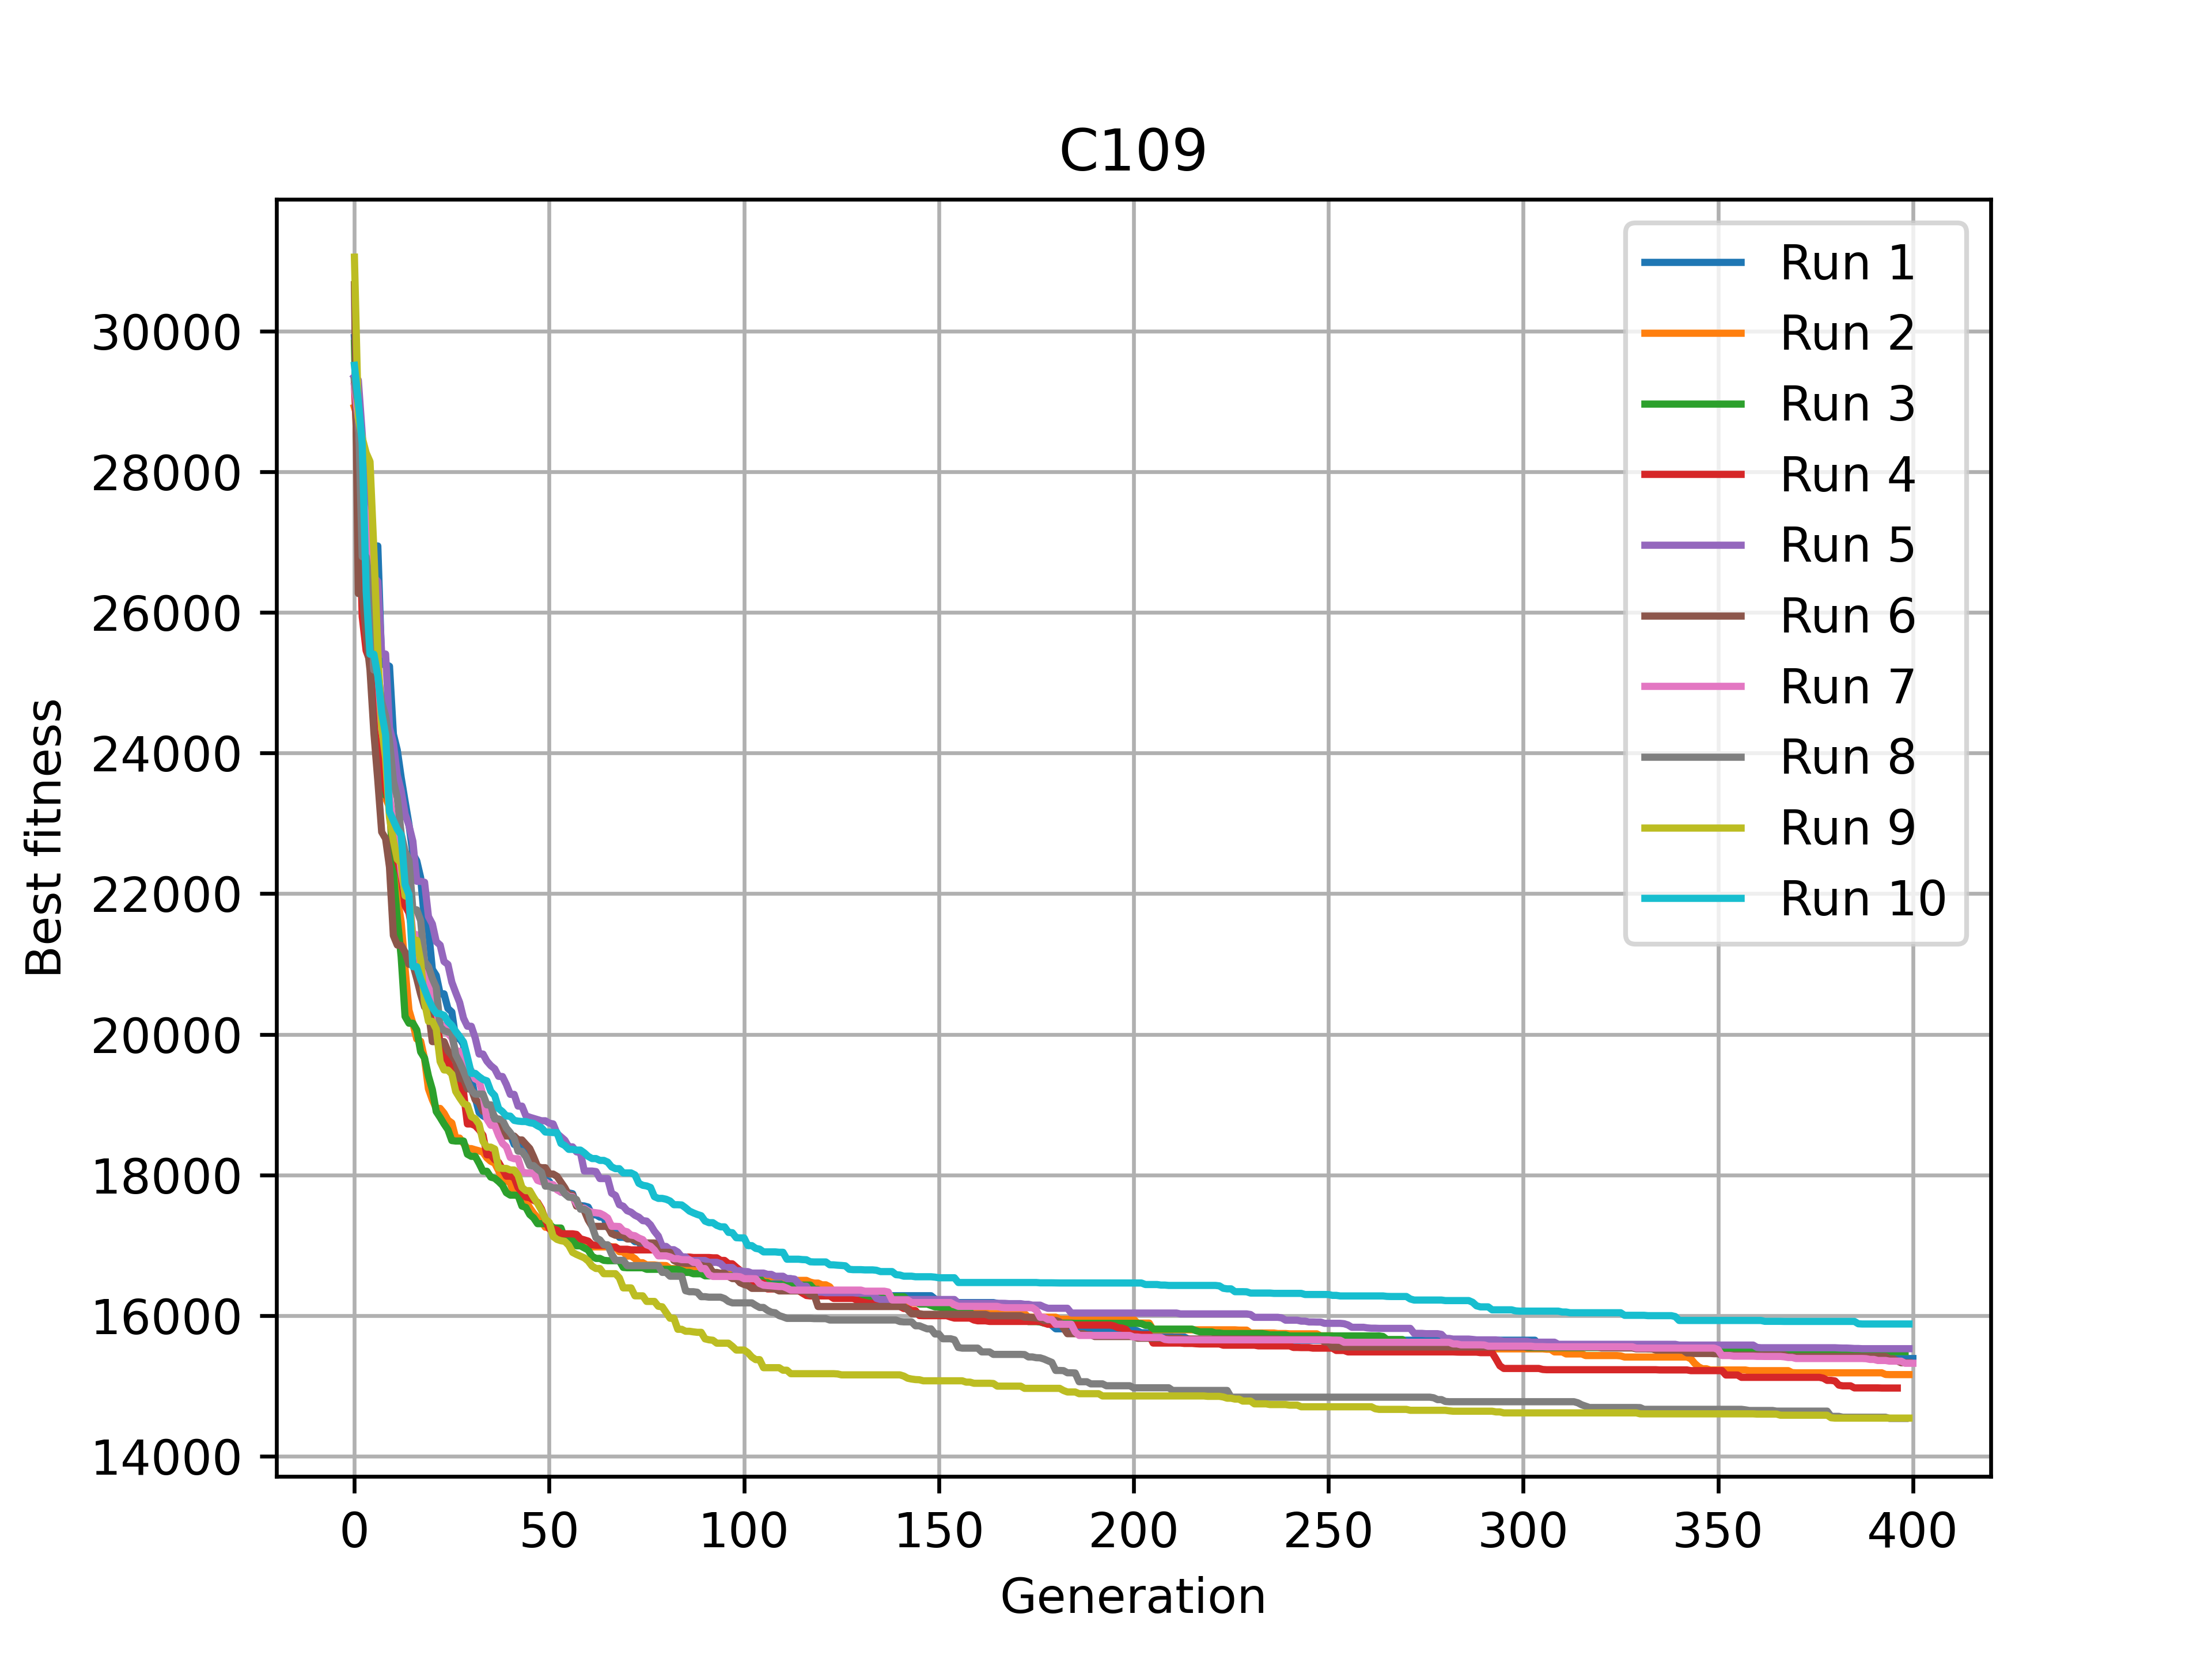 C109
Best fitness
30000
28000
26000
24000
22000
20000
18000
16000
14000
0 50 100 150 200 250 300 350 400
Generation
Run 1
Run 2
Run 3
Run 4
Run 5
Run 6
Run 7
Run 8
Run 9
Run 10